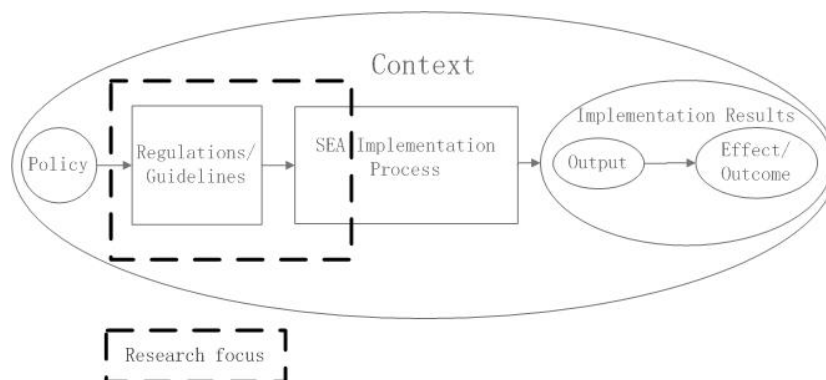 Context
Policy
Regulations/
Guidelines
SEA Implementation
Process
Implementation Results
Output
Effect/
Outcome
Research focus